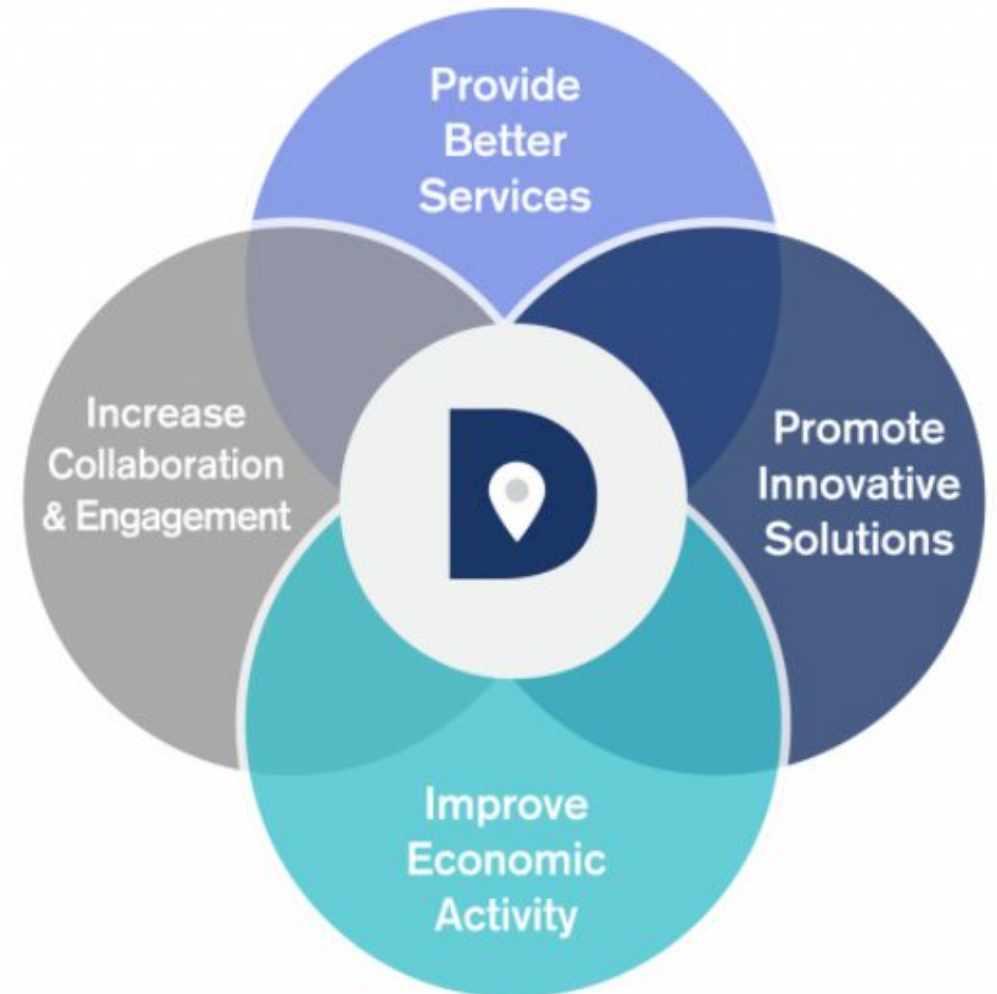 Provide
Better
Services
Increase
Collaboration
& Engagement
D
Promote
Innovative
Solutions
Improve
Economic
Activity